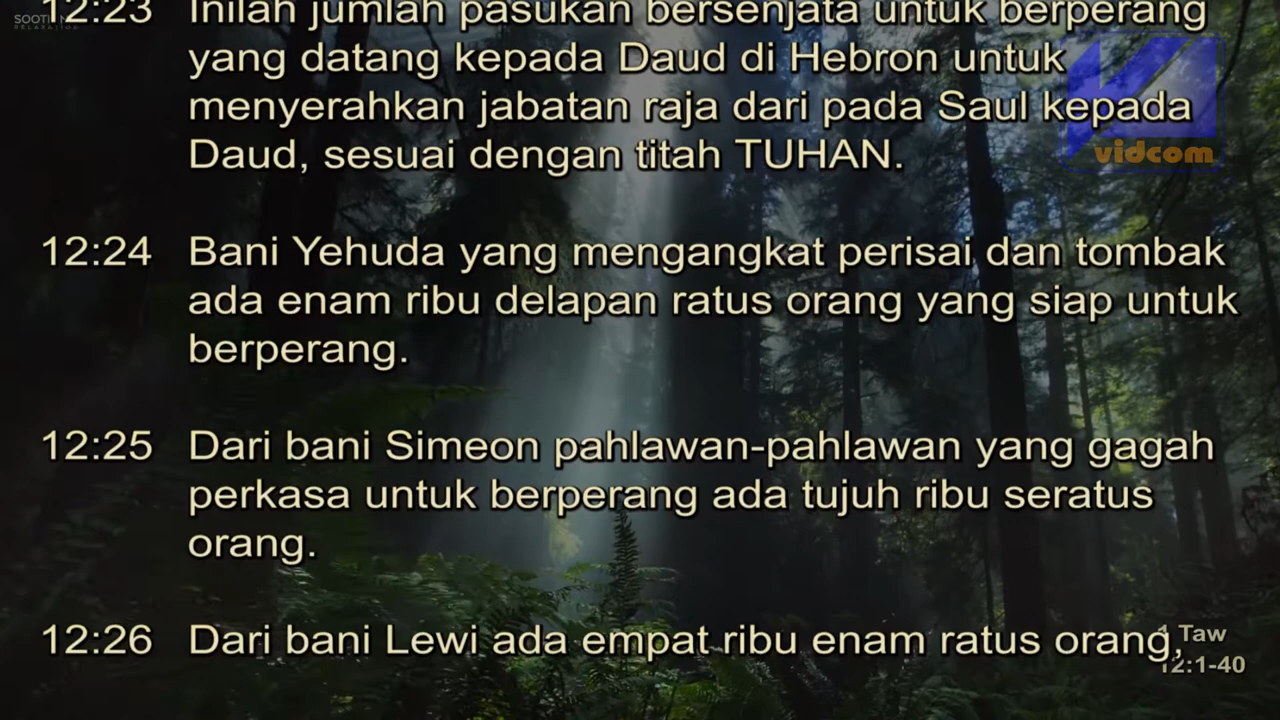 SOOTHING
RELAXATION
12:23 Inilah jumlah pasukan bersenjata untuk berperang
yang datang kepada Daud di Hebron untuk
menyerahkan jabatan raja dari pada Saul kepada
Daud, sesuai dengan titah TUHAN.
vidcom
12:24 Bani Yehuda yang mengangkat perisai dan tombak
ada enam ribu delapan ratus orang yang siap untuk
berperang.
12:25 Dari bani Simeon pahlawan-pahlawan yang gagah
perkasa untuk berperang ada tujuh ribu seratus
orang.
12:26 Dari bani Lewi ada empat ribu enam ratus orang,
1 Taw
12:1-40